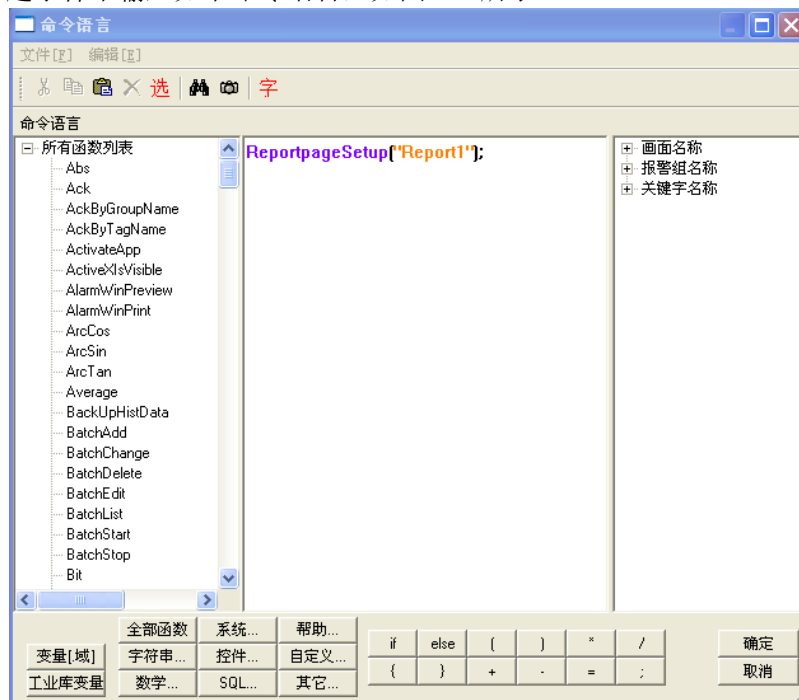 命令语言
文件[F] 编辑[E]
选 字
命令语言
所有函数列表
Abs
Ack
AckByGroupName
AckByTagName
ActivateApp
ActiveXIsVisible
AlarmWinPreview
AlarmWinPrint
ArcCos
ArcSin
ArcTan
Average
BackUpHistData
BatchAdd
BatchChange
BatchDelete
BatchEdit
BatchList
BatchStart
BatchStop
Bit
ReportpageSetup("Report1");
画面名称
报警组名称
关键字名称
全部函数 系统... 帮助...
变量[.域] 字符串... 控件... 自定义...
工业库变量 数学... SQL... 其它...
if else ( ) * /
{ } + - = ;
确定
取消